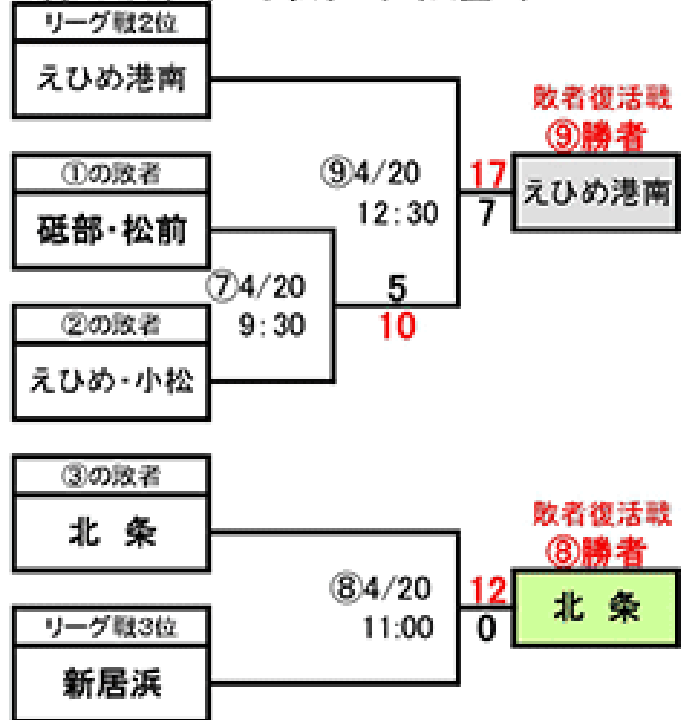 リーグ戦2位
えひめ港南
敗者復活戦
⑨勝者
①の敗者
砥部・松前
⑨4/20
12:30
17
7
えひめ港南
⑦4/20
9:30
5
10
②の敗者
えひめ・小松
③の敗者
北 条
敗者復活戦
⑧勝者
⑧4/20
11:00
12
0
北 条
リーグ戦3位
新居浜